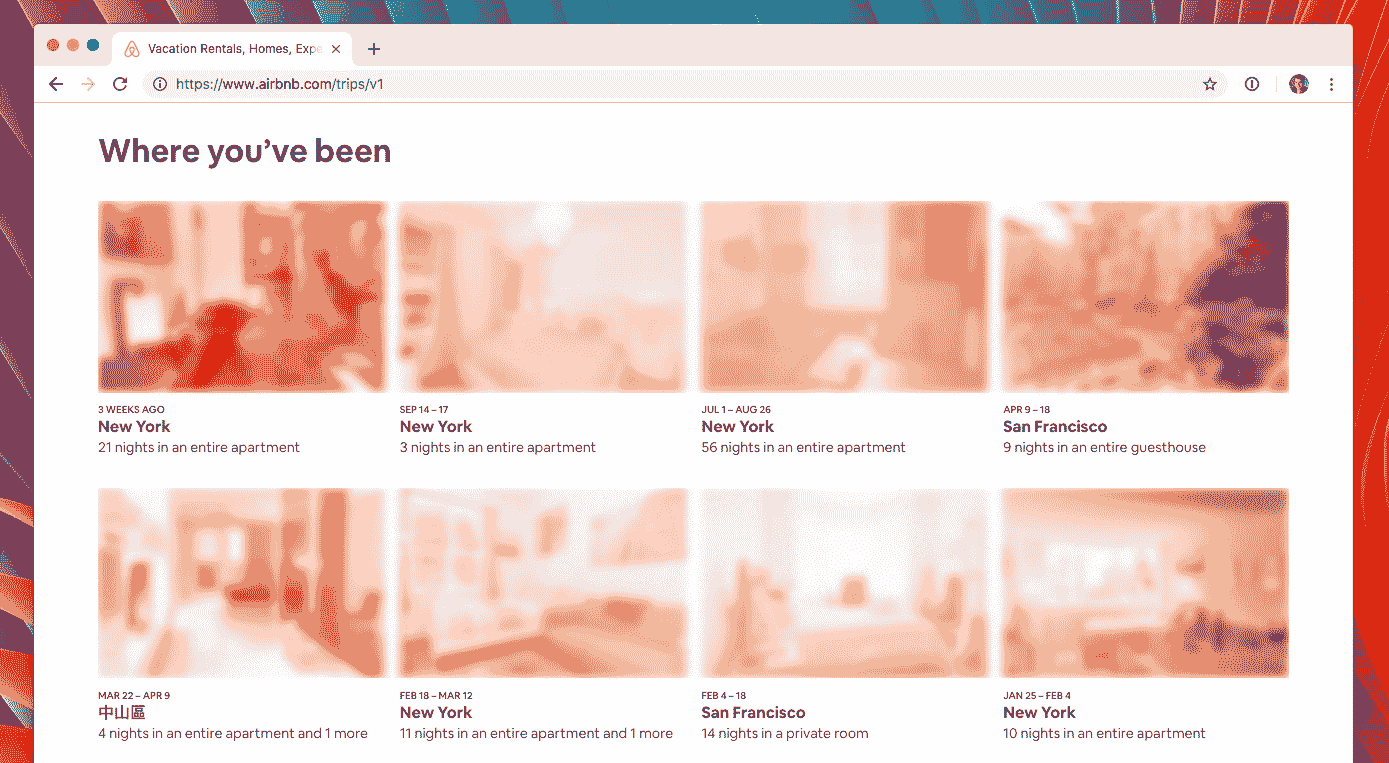 Vacation Rentals, Homes, Expe
https://www.airbnb.com/trips/v1
Where you’ve been
3 WEEKS AGO
New York
21 nights in an entire apartment
SEP 14 – 17
New York
3 nights in an entire apartment
JUL 1 – AUG 26
New York
56 nights in an entire apartment
APR 9 – 18
San Francisco
9 nights in an entire guesthouse
MAR 22 – APR 9
中山區
4 nights in an entire apartment and 1 more
FEB 18 – MAR 12
New York
11 nights in an entire apartment and 1 more
FEB 4 – 18
San Francisco
14 nights in a private room
JAN 25 – FEB 4
New York
10 nights in an entire apartment